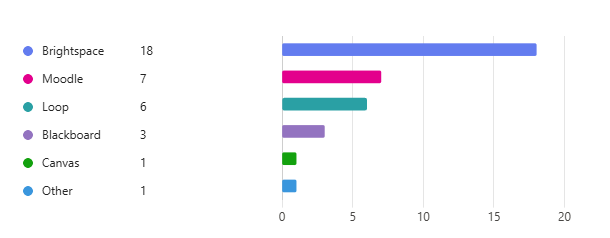 Brightspace 18
Moodle 7
Loop 6
Blackboard 3
Canvas 1
Other 1
0 5 10 15 20